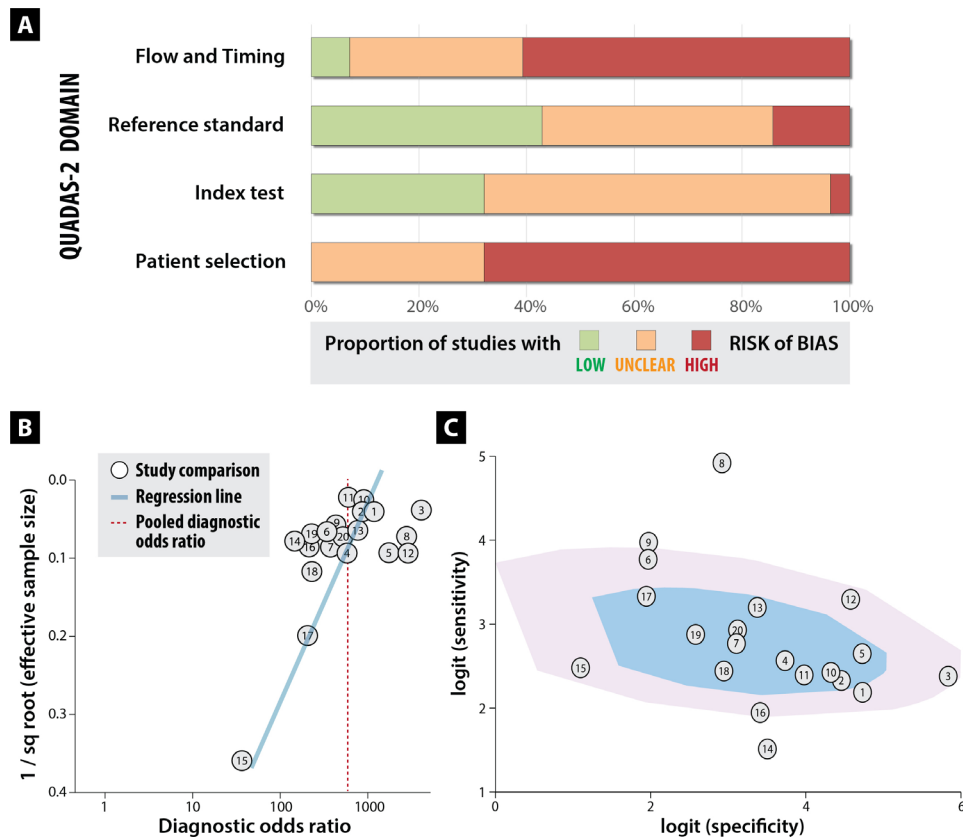 A
QUADAS-2 DOMAIN
Flow and Timing
Reference standard
Index test
Patient selection
0% 20% 40% 60% 80% 100%
Proportion of studies with RISK of BIAS
LOW UNCLEAR HIGH
B
Study comparison
Regression line
Pooled diagnostic
odds ratio
1 / sq root (effective sample size)
0.0
0.1
0.2
0.3
0.4
11 10
2 1 3
9
19 6 13
14 20 8
16 7 4 5 12
18
17
15
1 10 100 1000
Diagnostic odds ratio
C
logit (sensitivity)
5
4
3
2
1
8
9
6
17 12
13
20
19 7 5
18 4
15 11 10 2 3
1
16
14
0 2 4 6
logit (specificity)